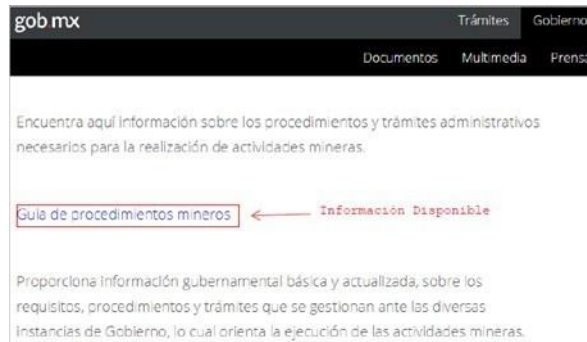 gob mx
Trámites Gobierno
Documentos Multimedia Prensa
Encuentra aquí información sobre los procedimientos y trámites administrativos
necesarios para la realización de actividades mineras.
Guía de procedimientos mineros Información Disponible
Proporciona información gubernamental básica y actualizada, sobre los
requisitos, procedimientos y trámites que se gestionan ante las diversas
instancias de Gobierno, lo cual orienta la ejecución de las actividades mineras.